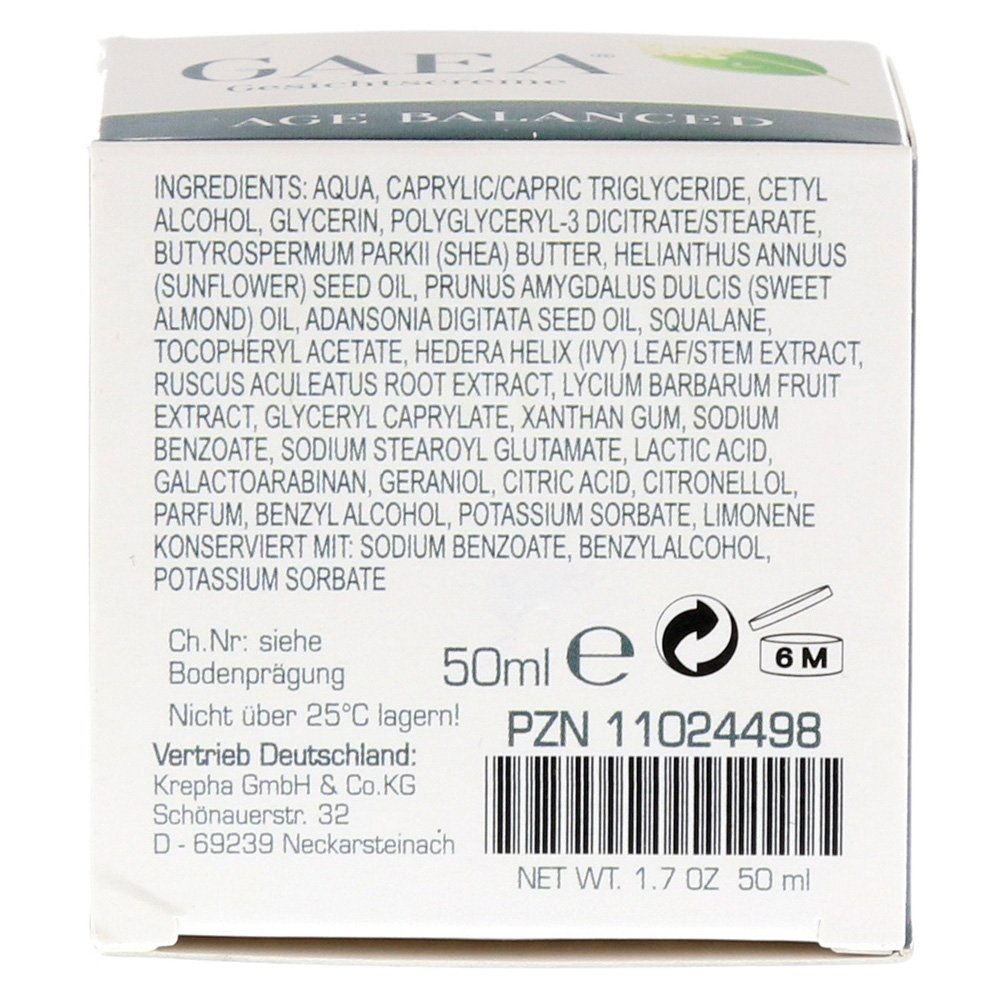 GAEA®
Gesichtscreme
AGE BALANCED
INGREDIENTS: AQUA, CAPRYLIC/CAPRIC TRIGLYCERIDE, CETYL
ALCOHOL, GLYCERIN, POLYGLYCERYL-3 DICITRATE/STEARATE,
BUTYROSPERMUM PARKII (SHEA) BUTTER, HELIANTHUS ANNUUS
(SUNFLOWER) SEED OIL, PRUNUS AMYGDALUS DULCIS (SWEET
ALMOND) OIL, ADANSONIA DIGITATA SEED OIL, SQUALANE,
TOCOPHERYL ACETATE, HEDERA HELIX (IVY) LEAF/STEM EXTRACT,
RUSCUS ACULEATUS ROOT EXTRACT, LYCIUM BARBARUM FRUIT
EXTRACT, GLYCERYL CAPRYLATE, XANTHAN GUM, SODIUM
BENZOATE, SODIUM STEAROYL GLUTAMATE, LACTIC ACID,
GALACTOARABINAN, GERANIOL, CITRIC ACID, CITRONELLOL,
PARFUM, BENZYL ALCOHOL, POTASSIUM SORBATE, LIMONENE
KONSERVIERT MIT: SODIUM BENZOATE, BENZYLALCOHOL,
POTASSIUM SORBATE
Ch.Nr: siehe
Bodenprägung
Nicht über 25°C lagern!
Vertrieb Deutschland:
Krepha GmbH & Co.KG
Schönauerstr. 32
D - 69239 Neckarsteinach
50ml ℮
6 M
PZN 11024498
NET WT. 1.7 OZ 50 ml